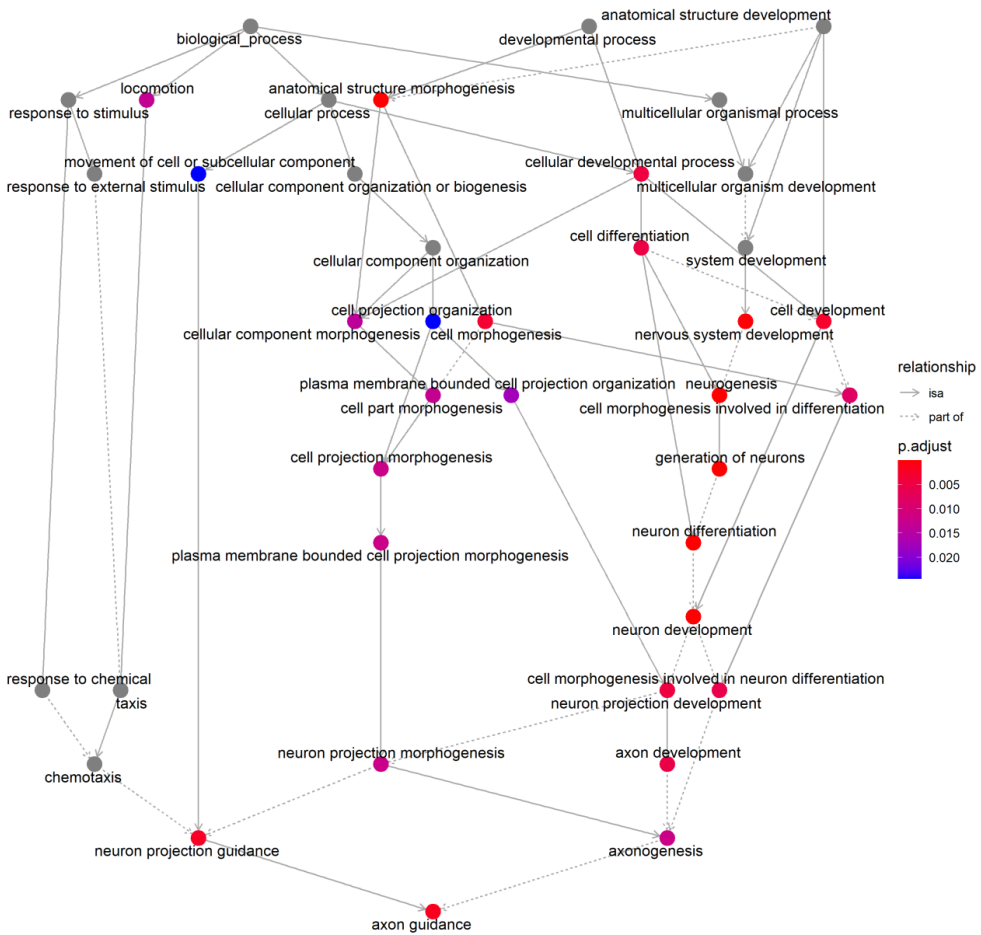 anatomical structure development
biological_process
developmental process
locomotion
anatomical structure morphogenesis
response to stimulus
cellular process
multicellular organismal process
movement of cell or subcellular component
cellular developmental process
response to external stimulus
cellular component organization or biogenesis
multicellular organism development
cell differentiation
cellular component organization
system development
cell projection organization
cell development
cellular component morphogenesis
cell morphogenesis
nervous system development
relationship
isa
part of
plasma membrane bounded cell projection organization
neurogenesis
cell part morphogenesis
cell morphogenesis involved in differentiation
p.adjust
0.005
0.010
0.015
0.020
cell projection morphogenesis
generation of neurons
neuron differentiation
plasma membrane bounded cell projection morphogenesis
neuron development
response to chemical
cell morphogenesis involved in neuron differentiation
taxis
neuron projection development
neuron projection morphogenesis
axon development
chemotaxis
neuron projection guidance
axonogenesis
axon guidance